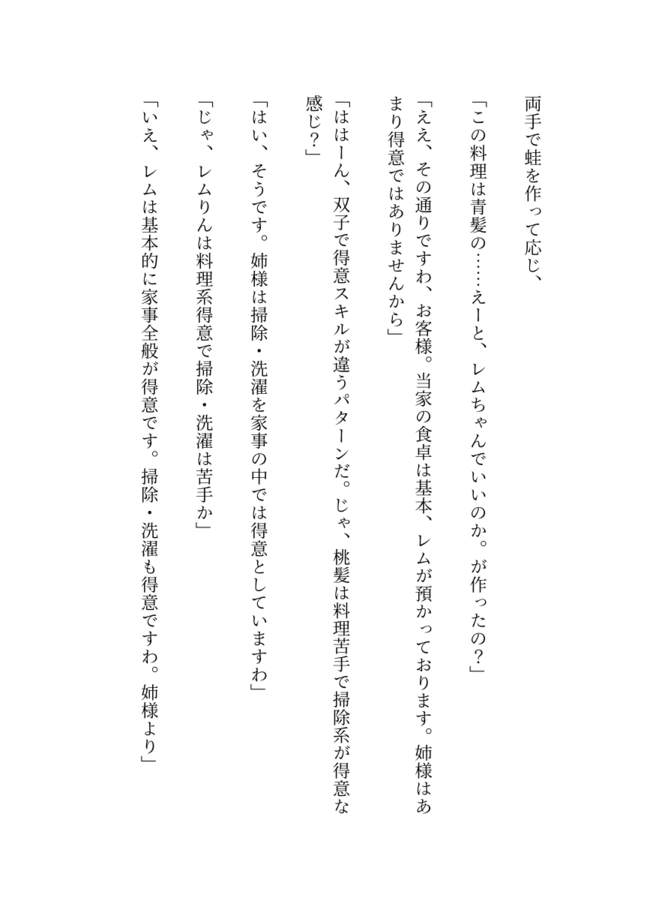 両手で蛙を作って応じ、
「この料理は青髪の……えーと、レムちゃんでいいのか。が作ったの？」
「ええ、その通りですわ、お客様。当家の食卓は基本、レムが預かっております。姉様はあ
まり得意ではありませんから」
「ははーん、双子で得意スキルが違うパターンだ。じゃ、桃髪は料理苦手で掃除系が得意な
感じ？」
「はい、そうです。姉様は掃除・洗濯を家事の中では得意としていますわ」
「じゃ、レムりんは料理系得意で掃除・洗濯は苦手か」
「いえ、レムは基本的に家事全般が得意です。掃除・洗濯も得意ですわ。姉様より」